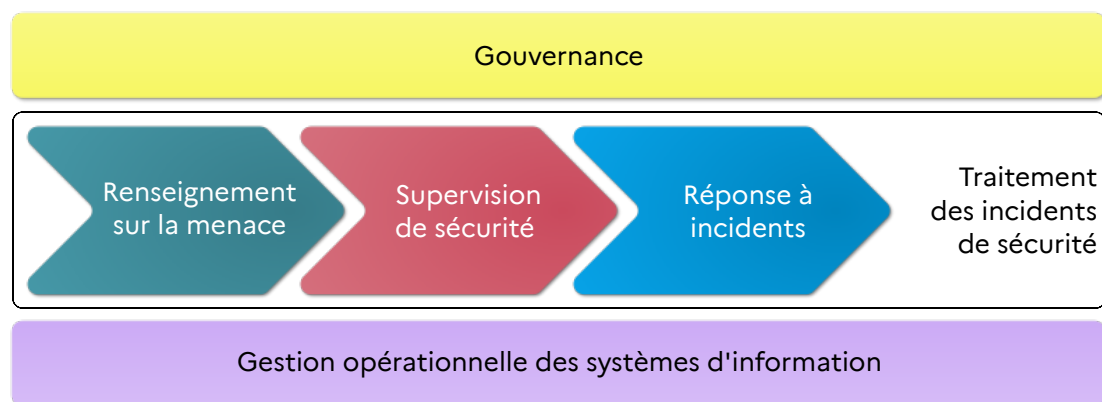 Gouvernance
Renseignement
sur la menace
Supervision
de sécurité
Réponse à
incidents
Traitement
des incidents
de sécurité
Gestion opérationnelle des systèmes d'information